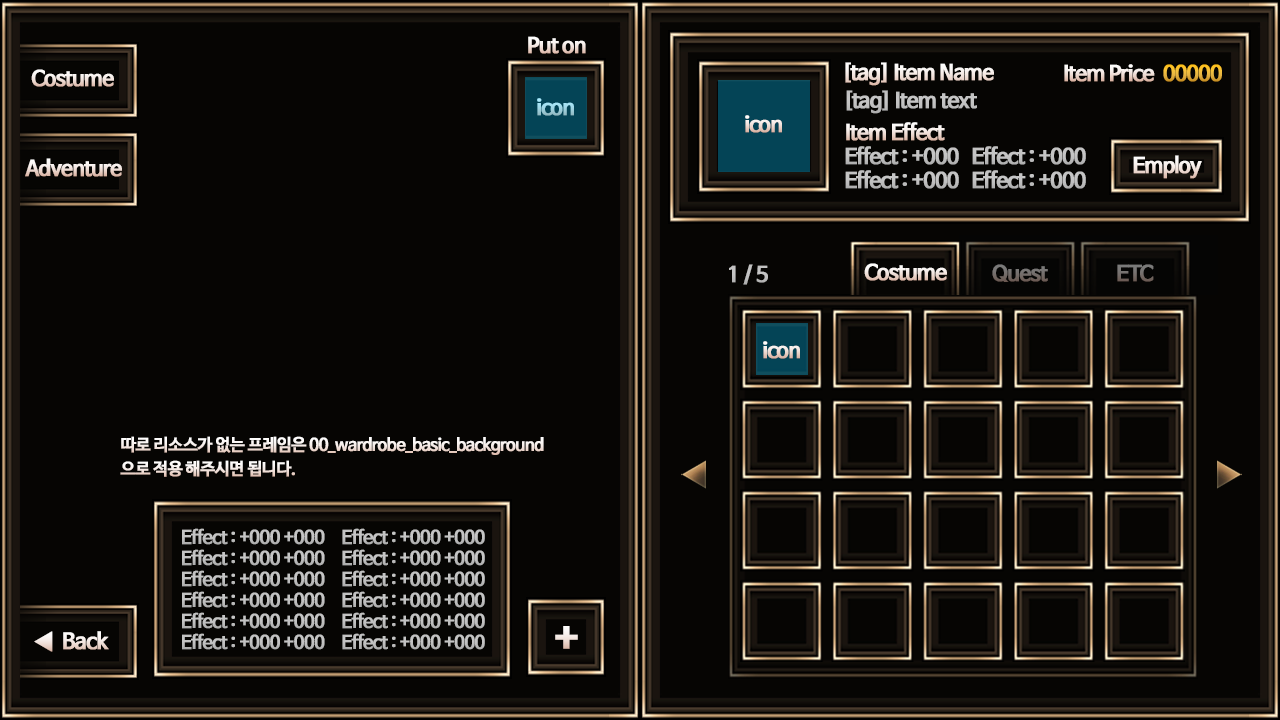 Costume
Adventure
Put on
icon
따로 리소스가 없는 프레임은 00_wardrobe_basic_background
으로 적용 해주시면 됩니다.
Effect : +000 +000 Effect : +000 +000
Effect : +000 +000 Effect : +000 +000
Effect : +000 +000 Effect : +000 +000
Effect : +000 +000 Effect : +000 +000
Effect : +000 +000 Effect : +000 +000
Effect : +000 +000 Effect : +000 +000
◀ Back
+
icon
[tag] Item Name
Item Price 00000
[tag] Item text
Item Effect
Effect : +000 Effect : +000
Effect : +000 Effect : +000
Employ
1 / 5
Costume
Quest
ETC
icon